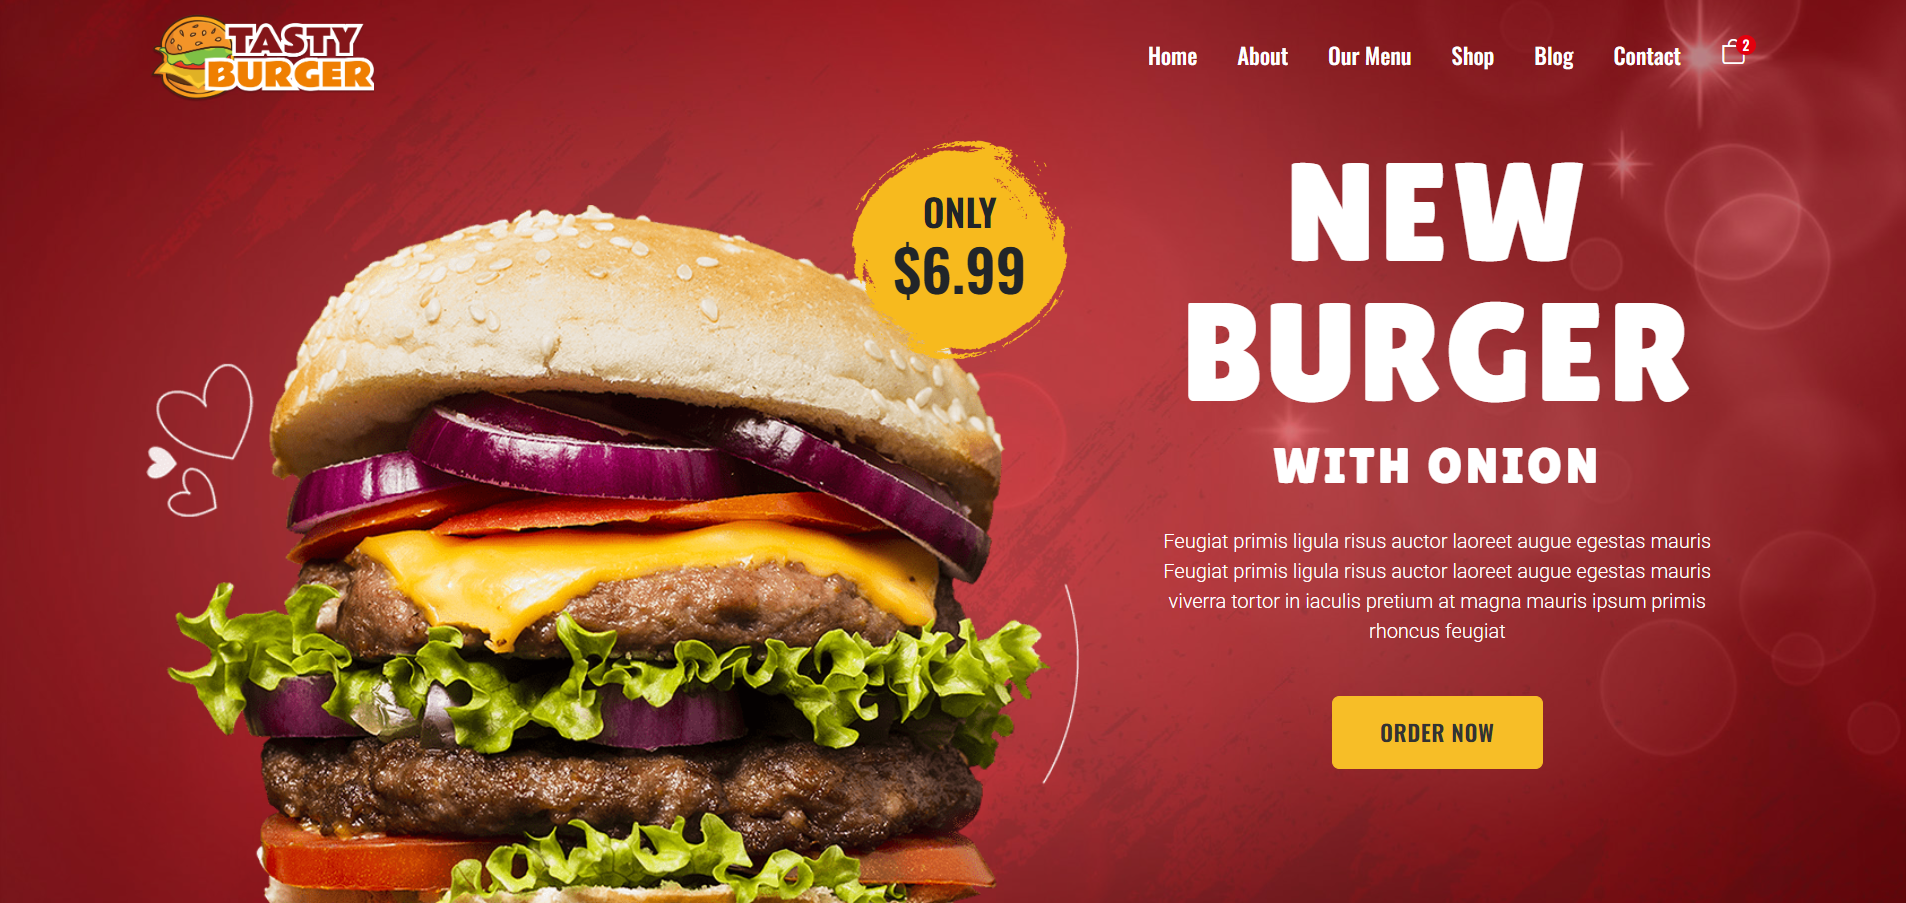 TASTY
BURGER
Home About Our Menu Shop Blog Contact 2
ONLY
$6.99
NEW
BURGER
WITH ONION
Feugiat primis ligula risus auctor laoreet augue egestas mauris
Feugiat primis ligula risus auctor laoreet augue egestas mauris
viverra tortor in iaculis pretium at magna mauris ipsum primis
rhoncus feugiat
ORDER NOW